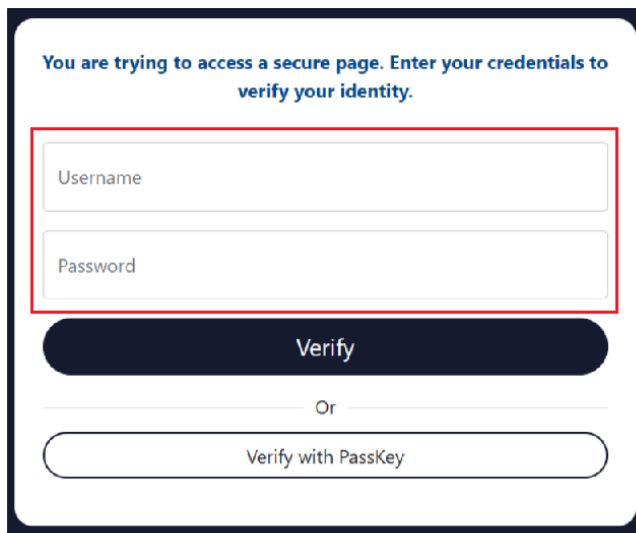 You are trying to access a secure page. Enter your credentials to
verify your identity.
Username
Password
Verify
Or
Verify with PassKey